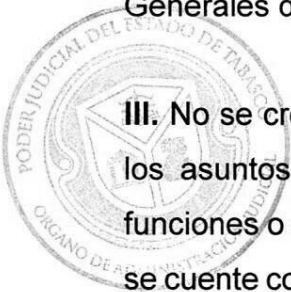 Generales d
PODER JUDICIAL DEL ESTADO DE TABASCO
III. No se cr
los asuntos
funciones o
se cuente co
ÓRGANO DE ADMINISTRACIÓN JUDICIAL